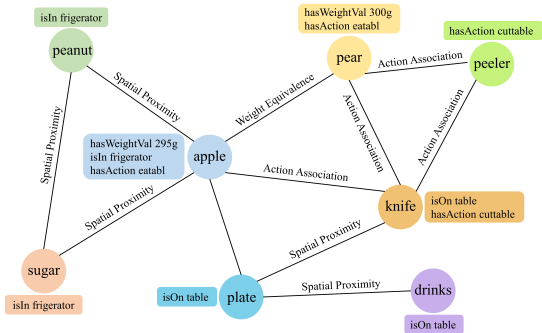 isIn frigerator
peanut
hasWeightVal 300g
hasAction eatabl
pear
hasAction cuttable
peeler
Action Association
Spatial Proximity
Weight Equivalence
Action Association
Action Association
Spatial Proximity
hasWeightVal 295g
isIn frigerator
hasAction eatabl
apple
Action Association
Spatial Proximity
knife
isOn table
hasAction cuttable
Spatial Proximity
sugar
isIn frigerator
isOn table
plate
Spatial Proximity
drinks
isOn table